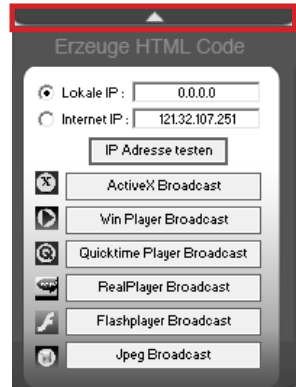 Erzeuge HTML Code
Lokale IP : 0.0.0.0
Internet IP : 121.32.107.251
IP Adresse testen
ActiveX Broadcast
Win Player Broadcast
Quicktime Player Broadcast
RealPlayer Broadcast
Flashplayer Broadcast
Jpeg Broadcast